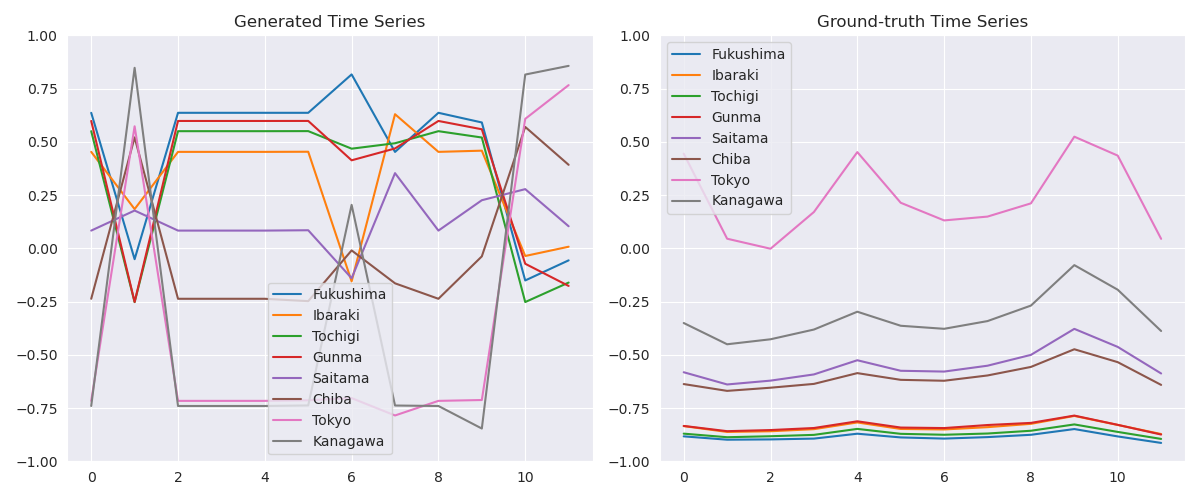 Generated Time Series
1.00
0.75
0.50
0.25
0.00
−0.25
−0.50
−0.75
−1.00
0 2 4 6 8 10
Fukushima
Ibaraki
Tochigi
Gunma
Saitama
Chiba
Tokyo
Kanagawa
Ground-truth Time Series
1.00
0.75
0.50
0.25
0.00
−0.25
−0.50
−0.75
−1.00
0 2 4 6 8 10
Fukushima
Ibaraki
Tochigi
Gunma
Saitama
Chiba
Tokyo
Kanagawa